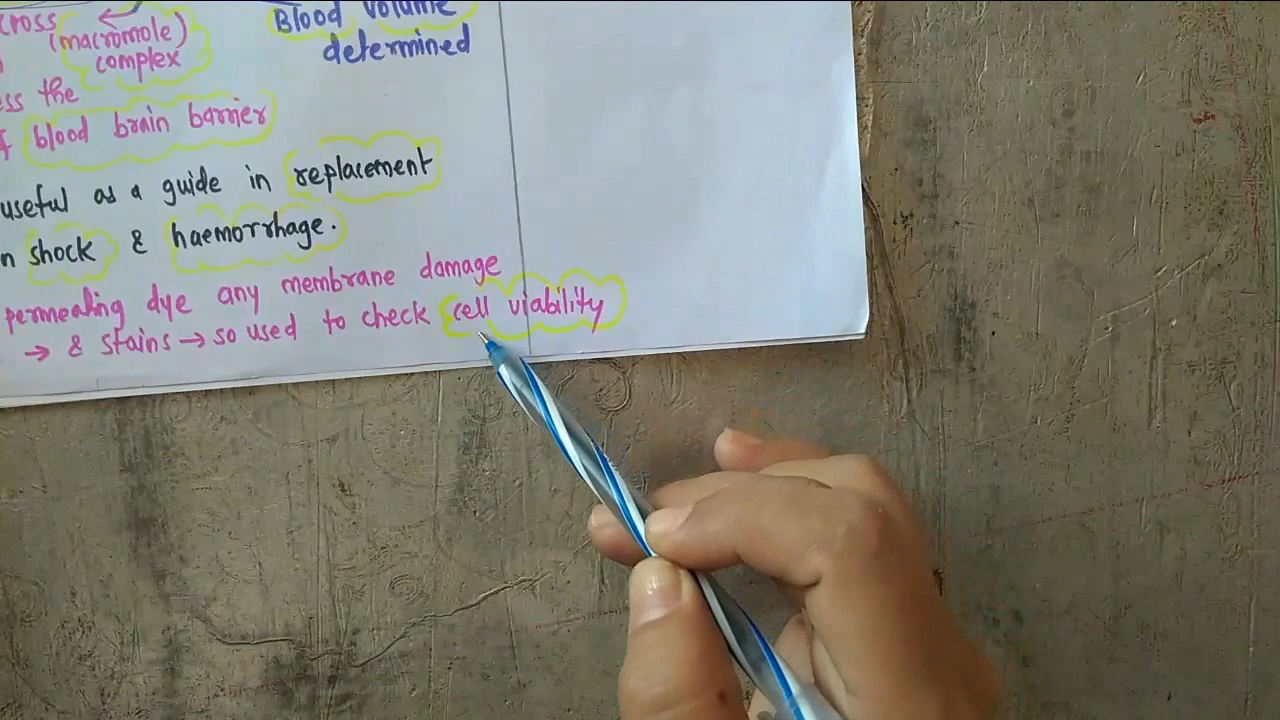 cross
(macromole)
complex
Blood volume
determined
ess the
blood brain barrier
useful as a guide in replacement
n shock & haemorrhage.
permeating dye any membrane damage
→ & stains → so used to check cell viability